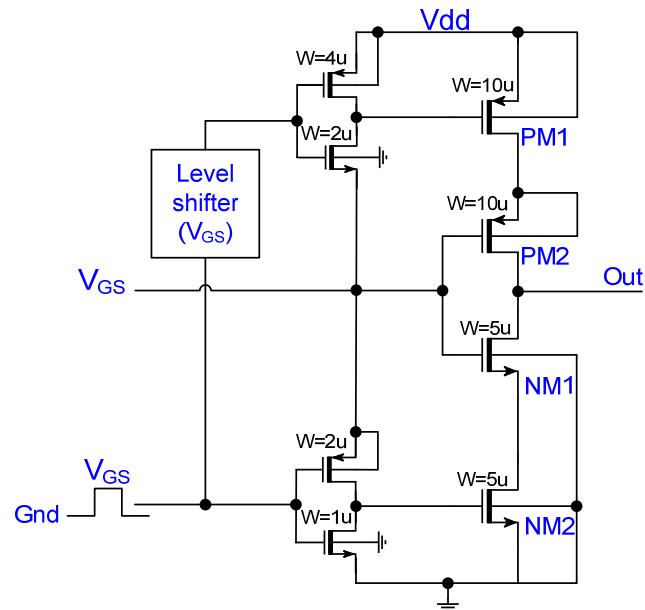 Vdd
W=4u
W=10u
W=2u
PM1
Level
shifter
(VGS)
W=10u
PM2
VGS
Out
W=5u
NM1
W=2u
VGS
W=5u
Gnd
W=1u
NM2